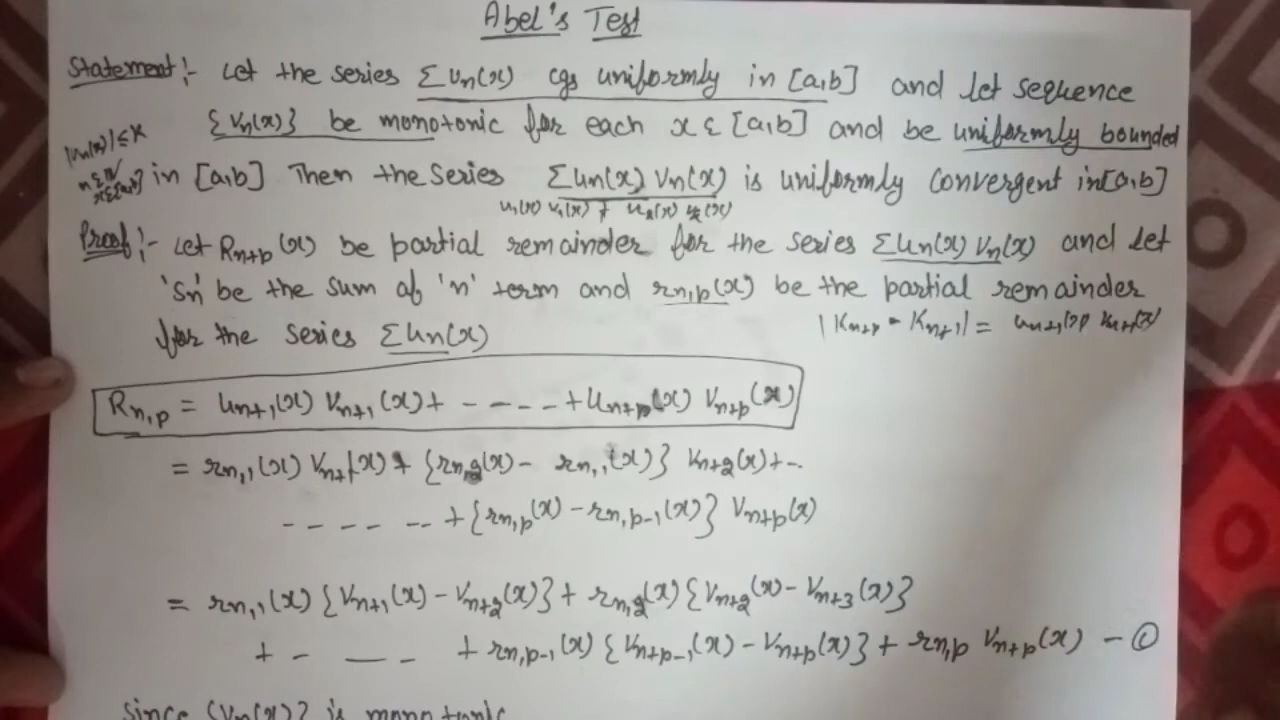 Abel's Test
Statement:- Let the series Σun(x) cgs uniformly in [a,b] and let sequence
{vn(x)} be monotonic for each x ε [a,b] and be uniformly bounded
|vn(x)| ≤ K
in [a,b] Then the series Σun(x) vn(x) is uniformly convergent in [a,b]
u1(x) v1(x) + u2(x) v2(x)
Proof:- Let Rn+p(x) be partial remainder for the series Σun(x) vn(x) and let
'Sn' be the sum of 'n' term and rn,p(x) be the partial remainder
for the series Σun(x)
Rn,p = un+1(x) vn+1(x)+ - - - - +un+p(x) vn+p(x)
= rn,1(x) vn+1(x) + {rn,2(x) - rn,1(x)} vn+2(x)+ --
- - - - -- + {rn,p(x) - rn,p-1(x)} vn+p(x)
= rn,1(x) {vn+1(x) - vn+2(x)} + rn,2(x) {vn+2(x) - vn+3(x)}
+ - — - - + rn,p-1(x) {vn+p-1(x) - vn+p(x)} + rn,p vn+p(x) - ①
since {vn(x)} is monotonic